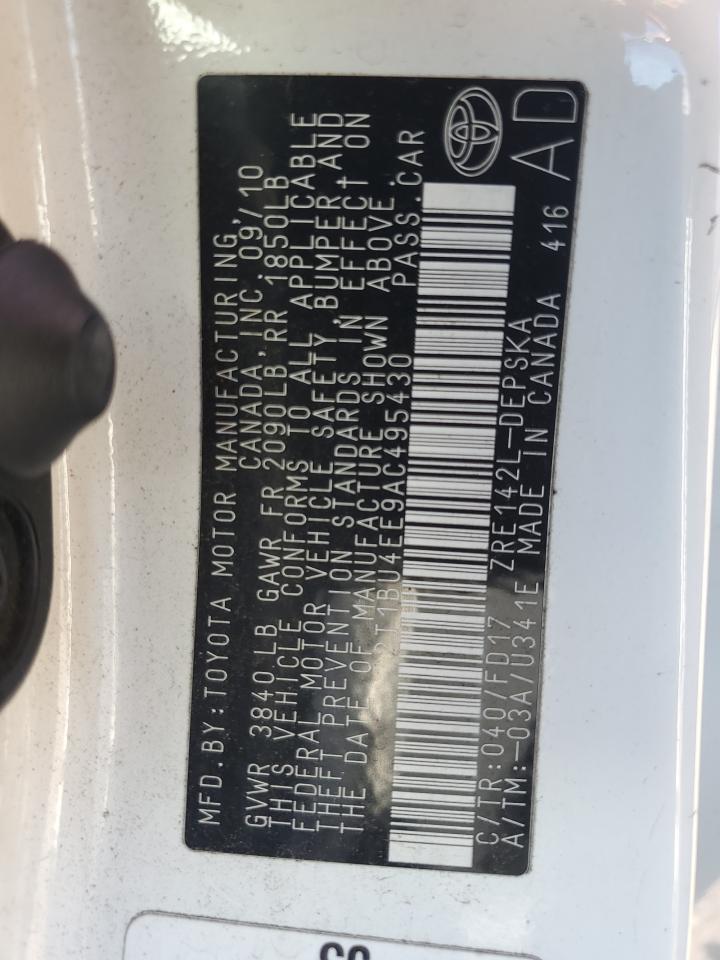 MFD.BY:TOYOTA MOTOR MANUFACTURING,
CANADA,INC.09/10
GVWR 3840LB GAWR FR 2090LB RR 1850LB
THIS VEHICLE CONFORMS TO ALL APPLICABLE
FEDERAL MOTOR VEHICLE SAFETY, BUMPER AND
THEFT PREVENTION STANDARDS IN EFFECT ON
THE DATE OF MANUFACTURE SHOWN ABOVE.
2T1BU4EE9AC495430 PASS.CAR
C/TR:040/FD17 ZRE142L-DEPSKA
A/TM:-03A/U341E MADE IN CANADA 416
AD